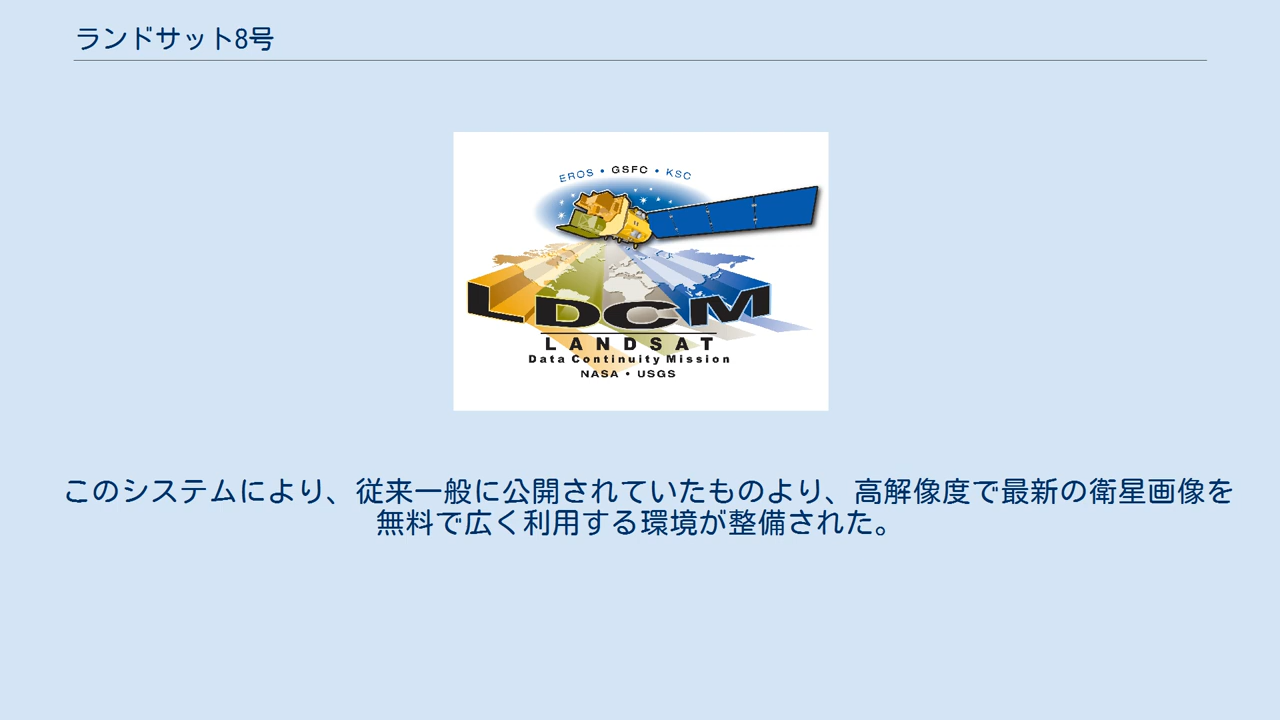 ランドサット8号
EROS • GSFC • KSC
LDCM
LANDSAT
Data Continuity Mission
NASA • USGS
このシステムにより、従来一般に公開されていたものより、高解像度で最新の衛星画像を
無料で広く利用する環境が整備された。